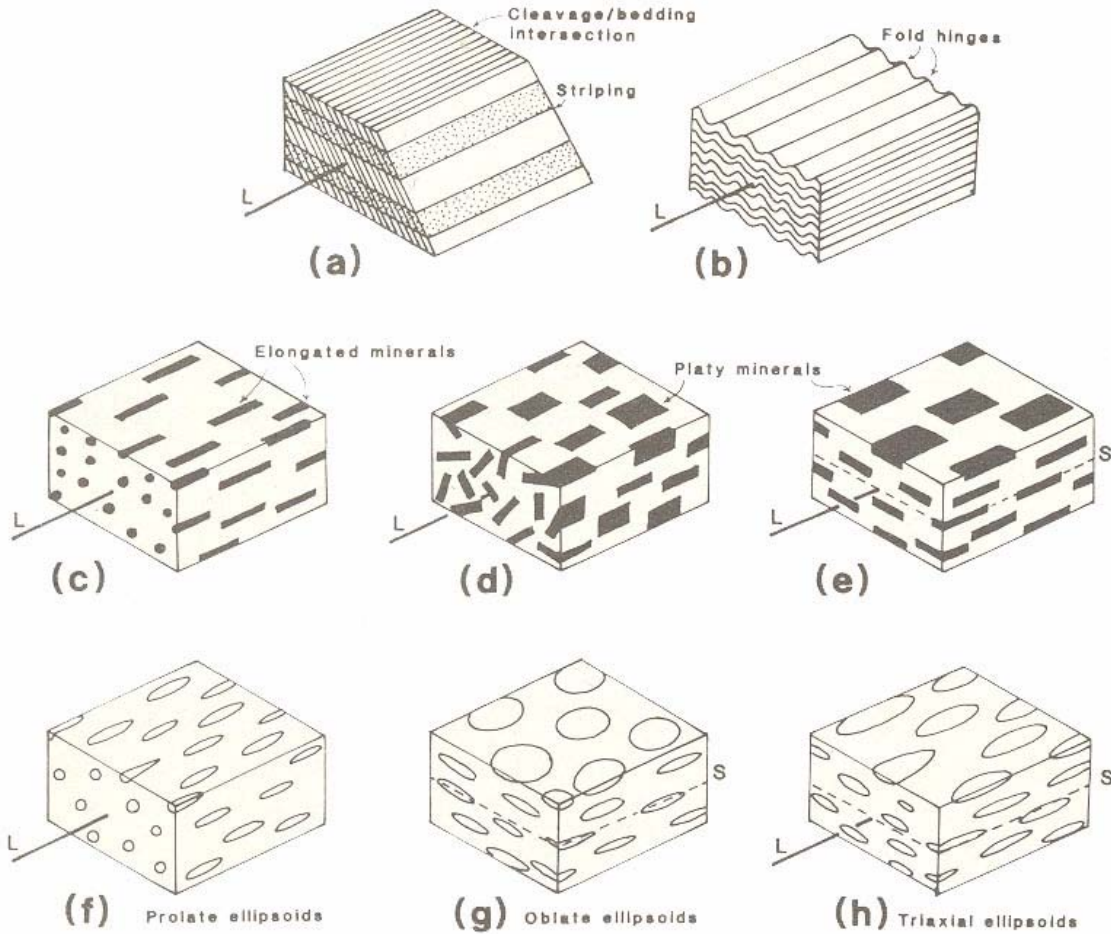 Cleavage/bedding
intersection
Striping
L
(a)
Fold hinges
L
(b)
Elongated minerals
L
(c)
Platy minerals
L
(d)
S
L
(e)
L
(f) Prolate ellipsoids
S
(g) Oblate ellipsoids
S
L
(h) Triaxial ellipsoids